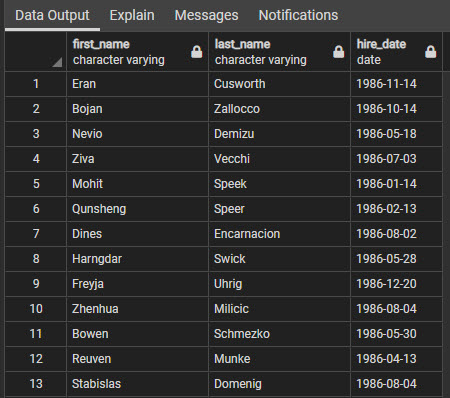 Data Output Explain Messages Notifications
first_name last_name hire_date
character varying character varying date
1 Eran Cusworth 1986-11-14
2 Bojan Zallocco 1986-10-14
3 Nevio Demizu 1986-05-18
4 Ziva Vecchi 1986-07-03
5 Mohit Speek 1986-01-14
6 Qunsheng Speer 1986-02-13
7 Dines Encarnacion 1986-08-02
8 Harngdar Swick 1986-05-28
9 Freyja Uhrig 1986-12-20
10 Zhenhua Milicic 1986-08-04
11 Bowen Schmezko 1986-05-30
12 Reuven Munke 1986-04-13
13 Stabislas Domenig 1986-08-04